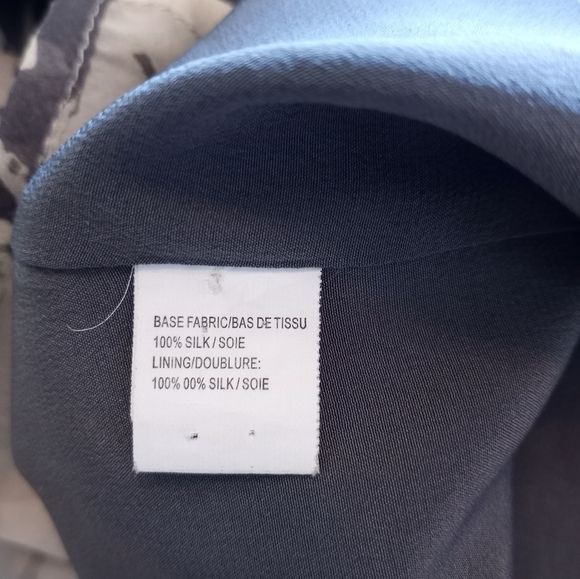 BASE FABRIC/BAS DE TISSU
100% SILK / SOIE
LINING/DOUBLURE:
100% 00% SILK / SOIE